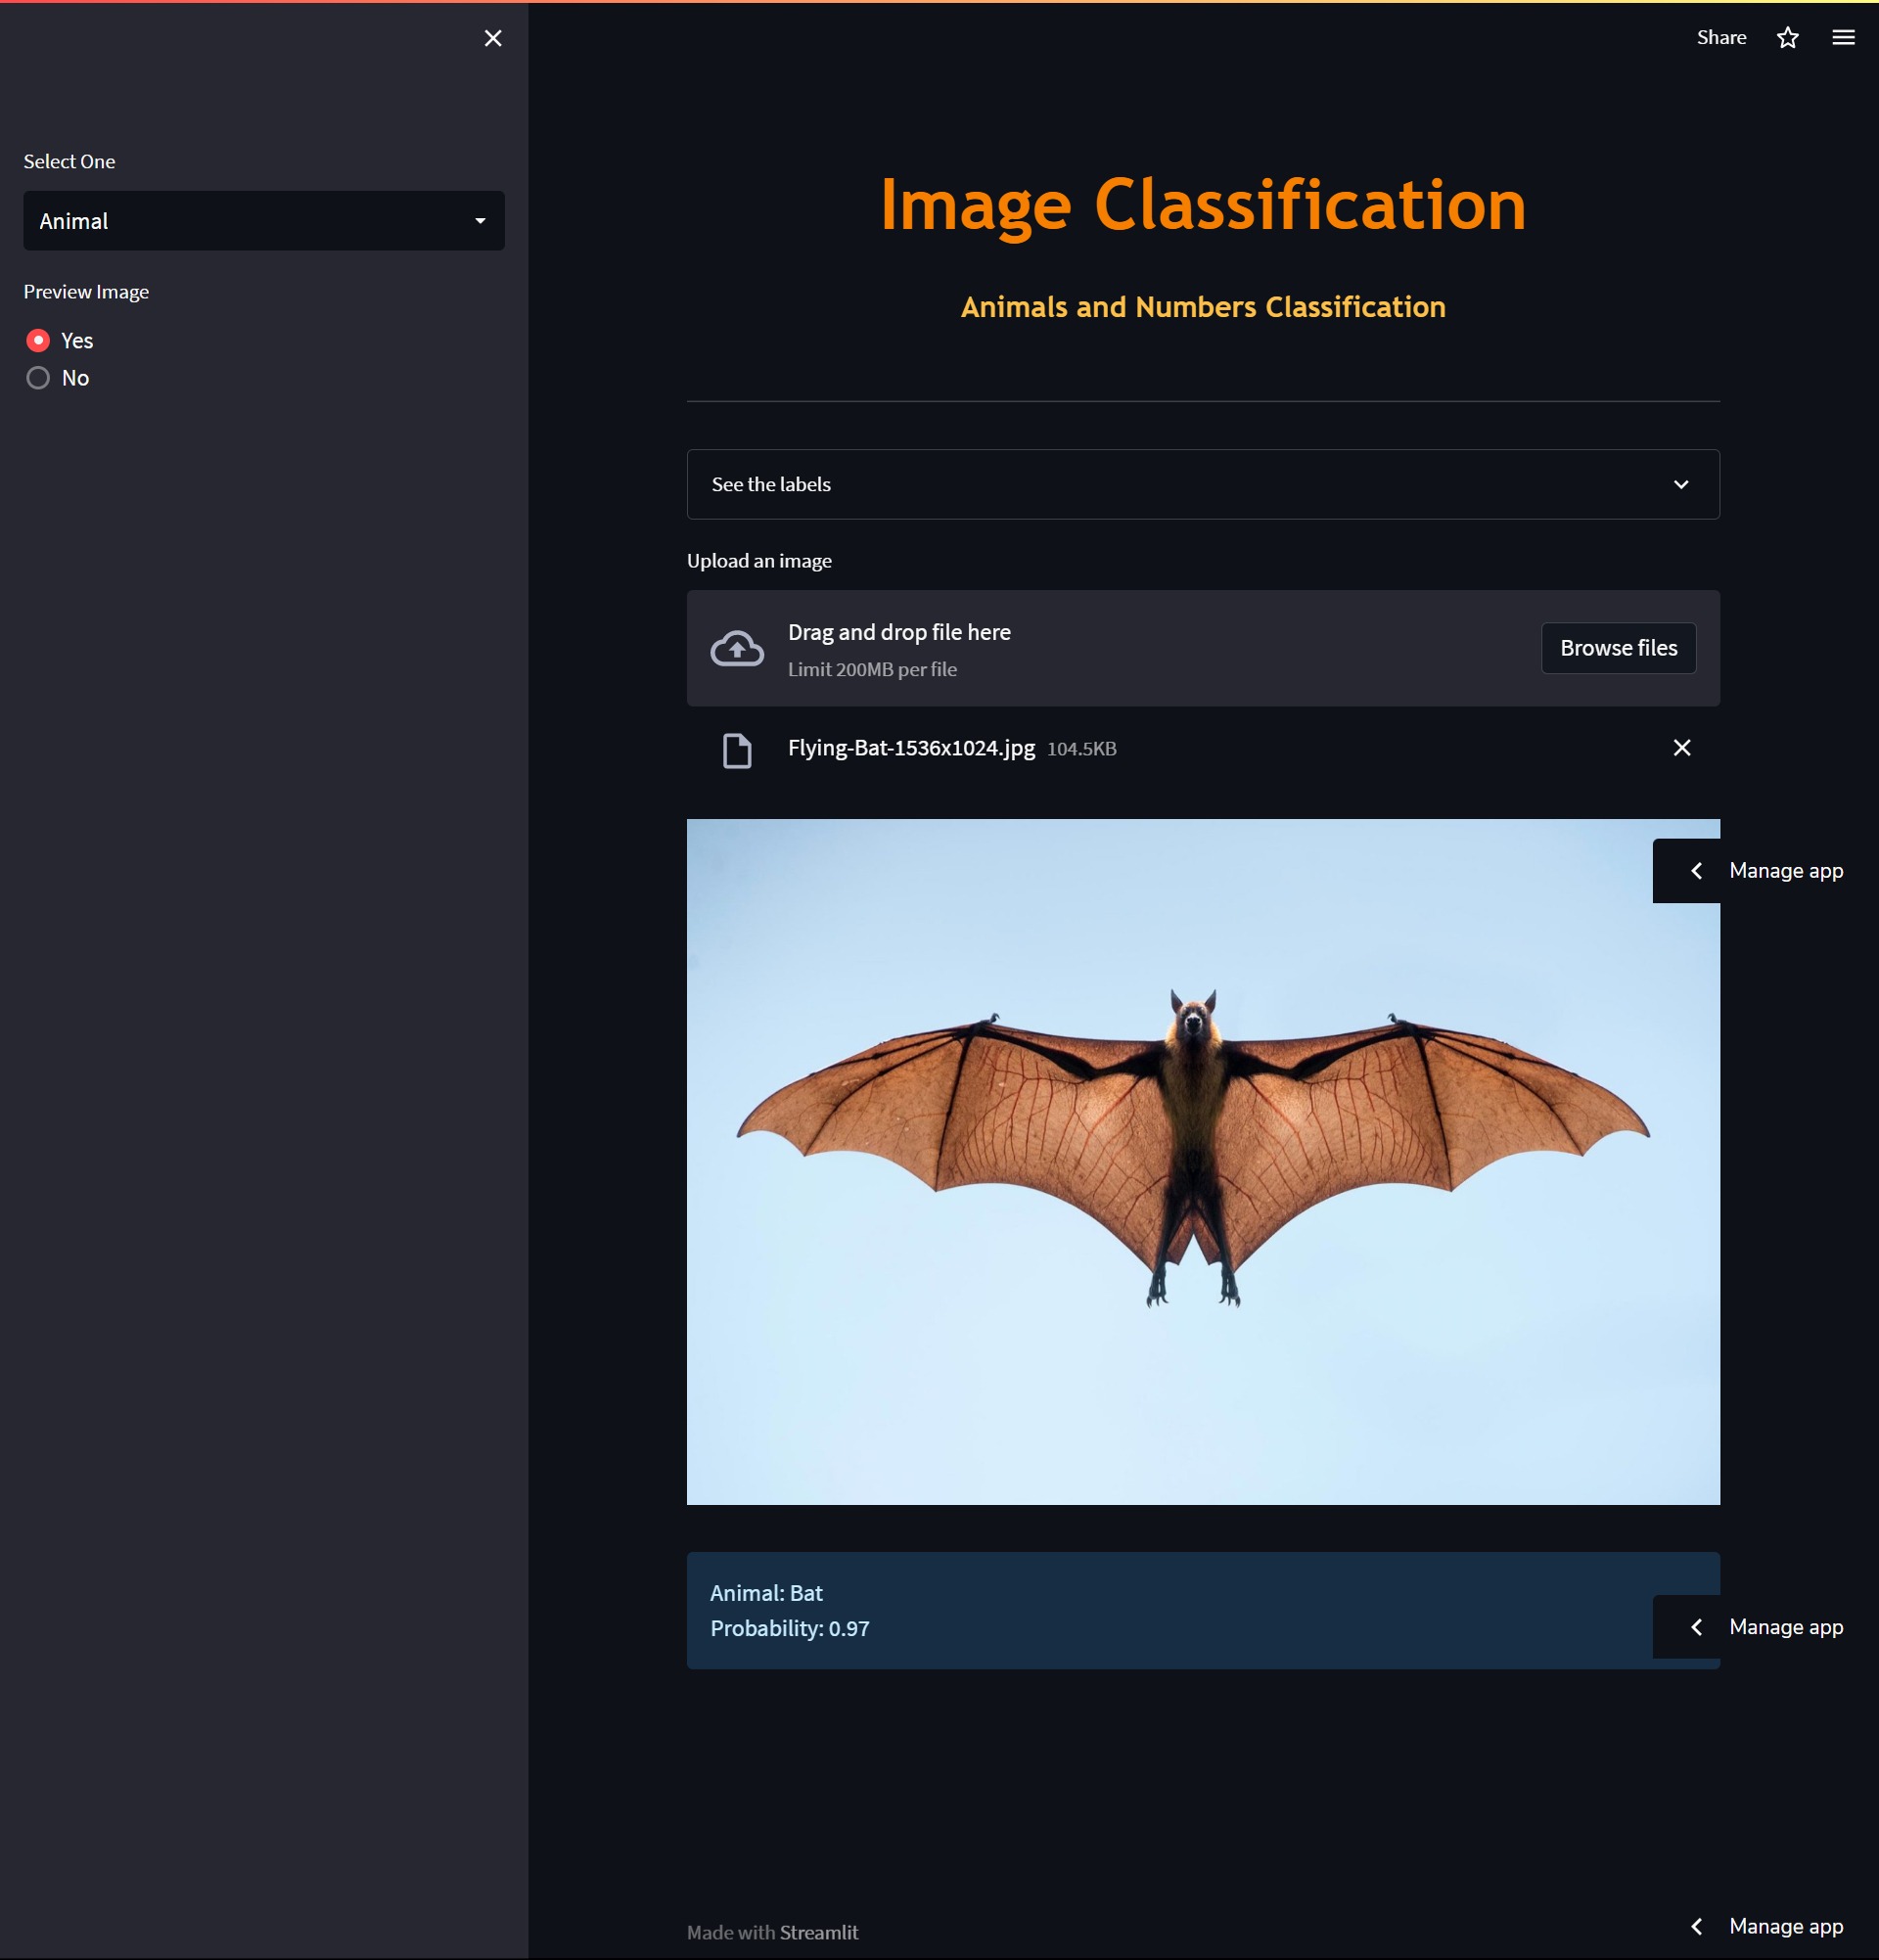 Share
Select One
Animal
Preview Image
Yes
No
Image Classification
Animals and Numbers Classification
See the labels
Upload an image
Drag and drop file here
Limit 200MB per file
Browse files
Flying-Bat-1536x1024.jpg 104.5KB
Manage app
Animal: Bat
Probability: 0.97
Manage app
Made with Streamlit
Manage app